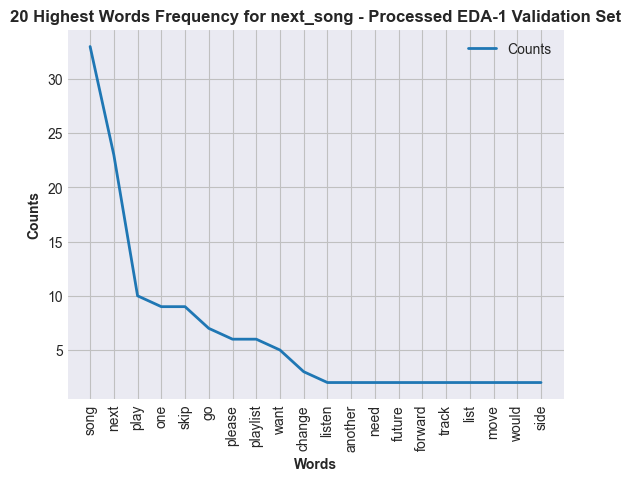 20 Highest Words Frequency for next_song - Processed EDA-1 Validation Set
Counts
30
25
20
15
10
5
Counts
song
next
play
one
skip
go
please
playlist
want
change
listen
another
need
future
forward
track
list
move
would
side
Words